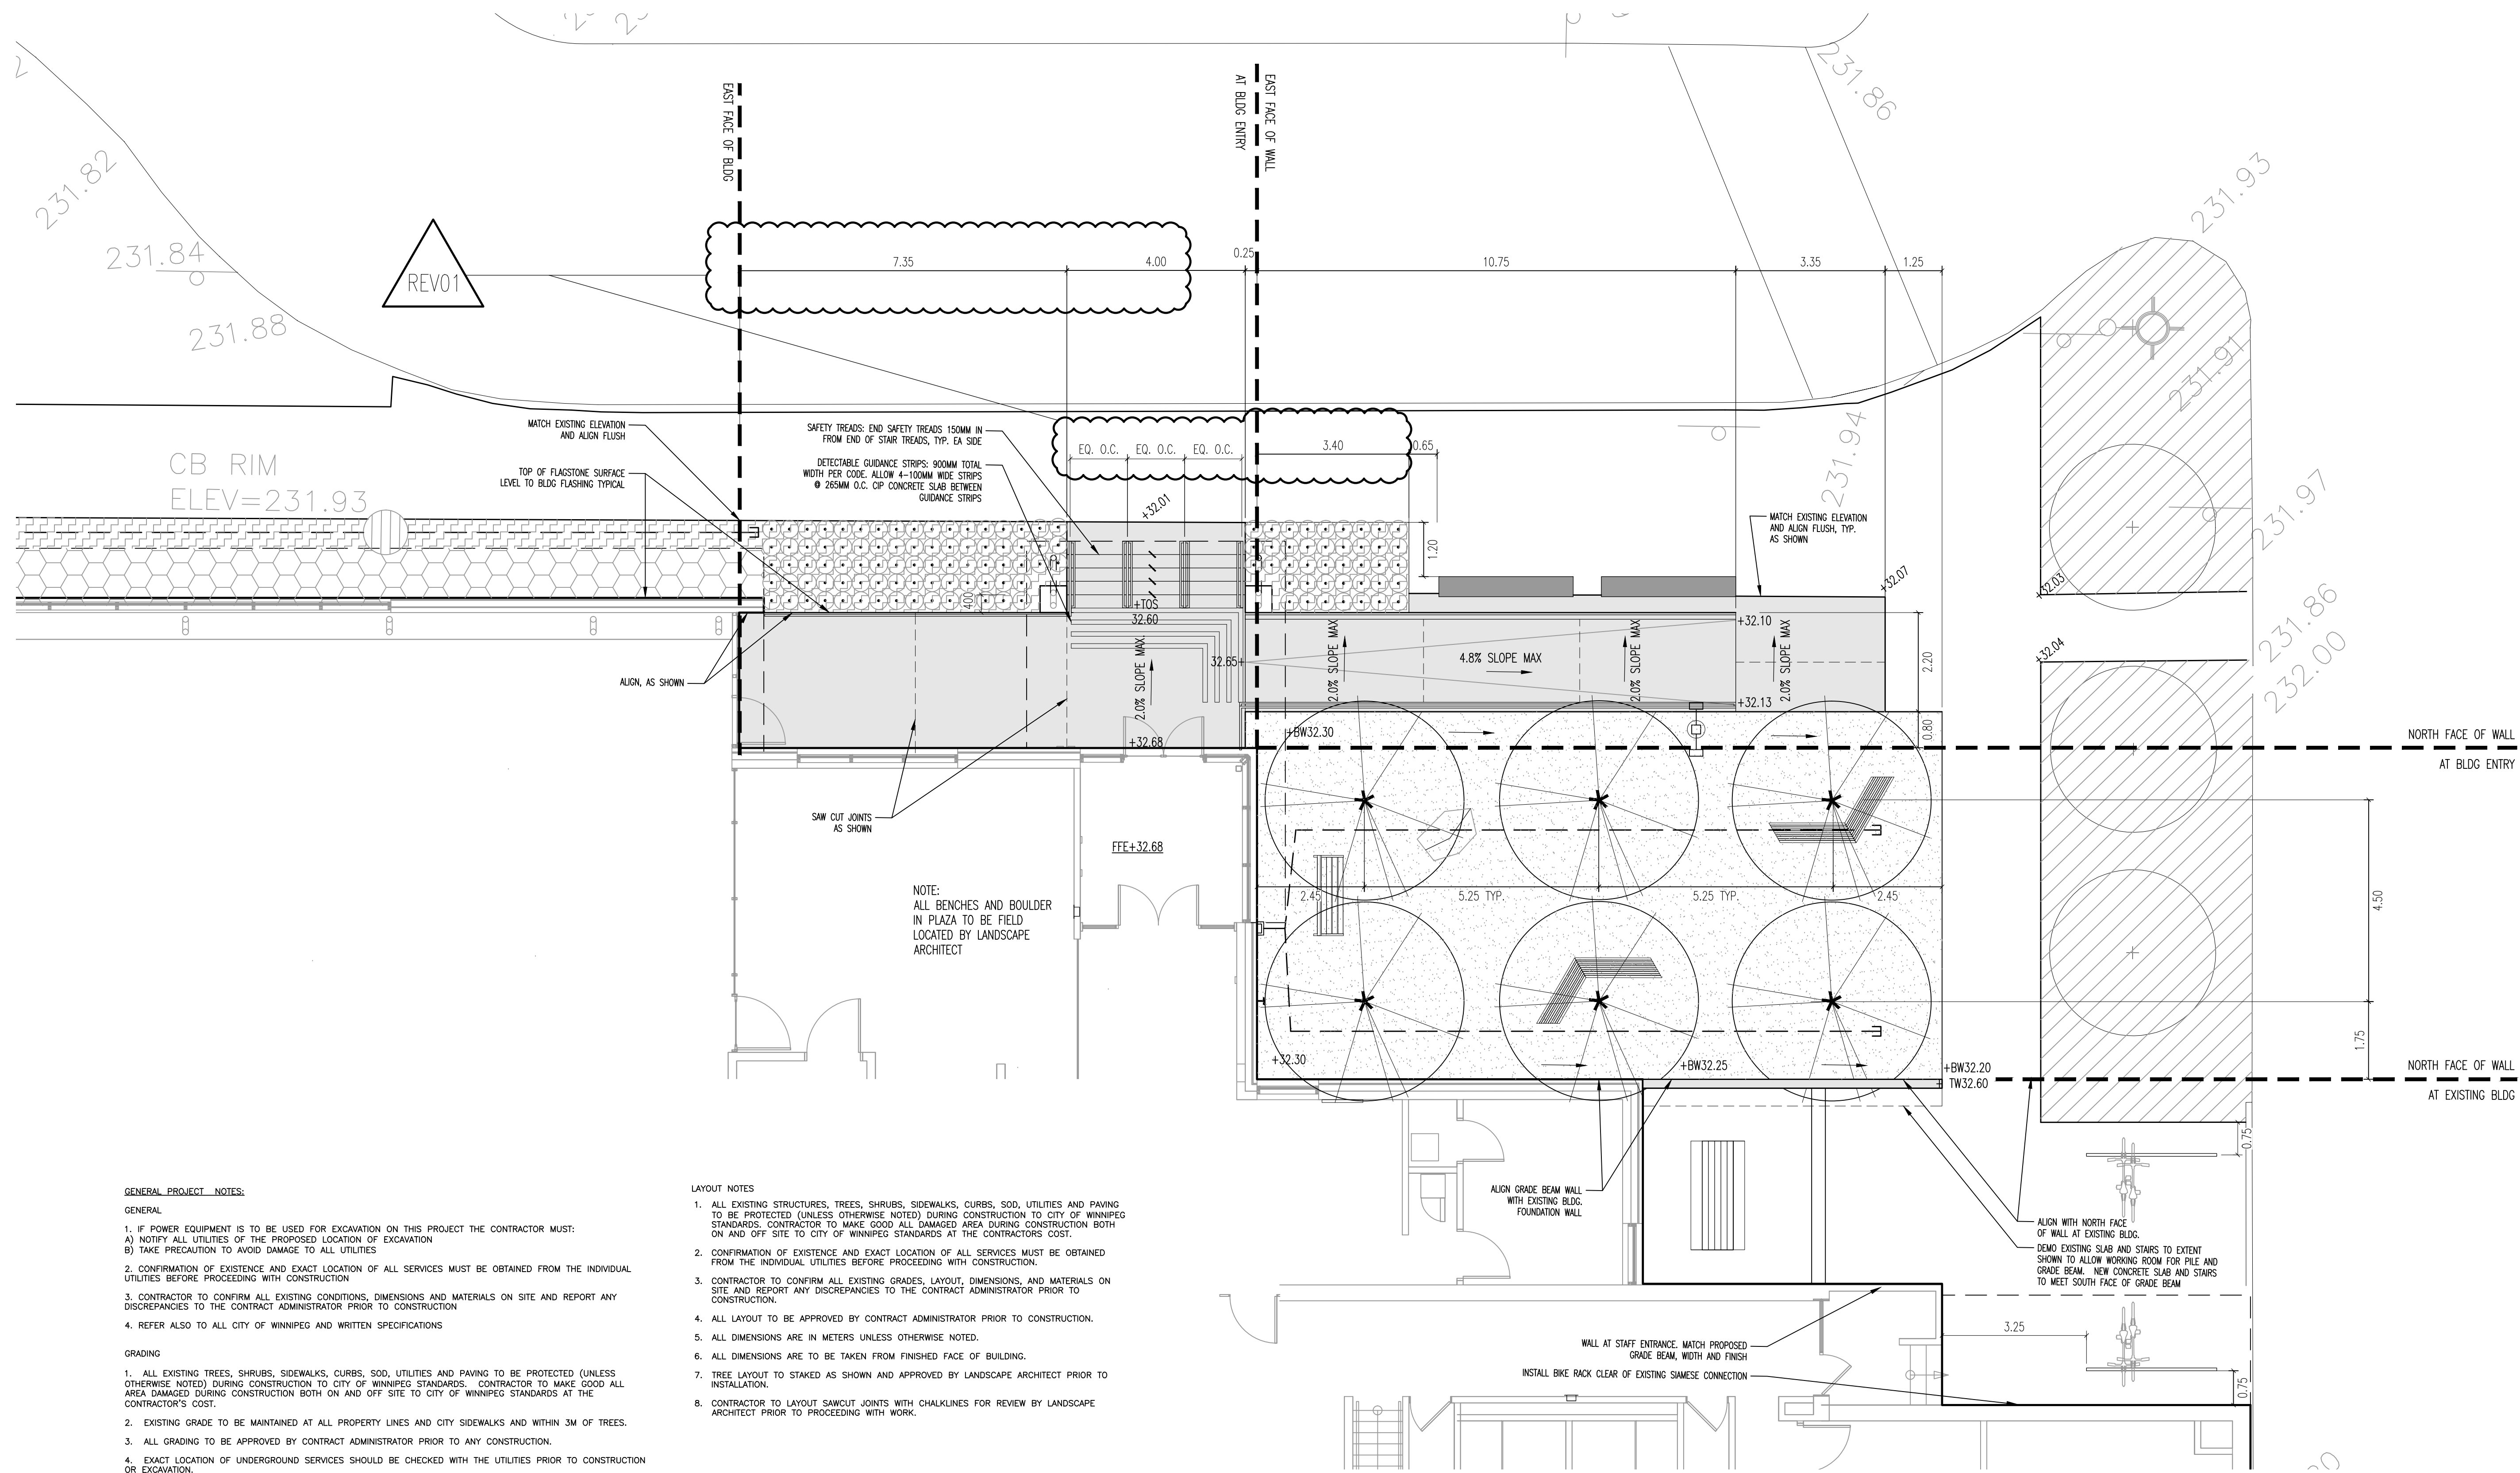 231.82
231.84
231.88
REV01
EAST FACE OF BLDG
AT BLDG ENTRY
EAST FACE OF WALL
231.86
231.93
231.91
7.35
4.00
0.25
10.75
3.35
1.25
MATCH EXISTING ELEVATION
AND ALIGN FLUSH
TOP OF FLAGSTONE SURFACE
LEVEL TO BLDG FLASHING TYPICAL
CB RIM
ELEV=231.93
SAFETY TREADS: END SAFETY TREADS 150MM IN
FROM END OF STAIR TREADS, TYP. EA SIDE
DETECTABLE GUIDANCE STRIPS: 900MM TOTAL
WIDTH PER CODE. ALLOW 4-100MM WIDE STRIPS
@ 265MM O.C. CIP CONCRETE SLAB BETWEEN
GUIDANCE STRIPS
EQ. O.C.
EQ. O.C.
EQ. O.C.
3.40
0.65
+32.01
1.20
231.94
MATCH EXISTING ELEVATION
AND ALIGN FLUSH, TYP.
AS SHOWN
+32.07
+32.03
231.97
231.86
232.00
+32.04
400
+TOS
32.60
32.65+
2.0% SLOPE MAX.
2.0% SLOPE MAX
4.8% SLOPE MAX
2.0% SLOPE MAX
2.0% SLOPE MAX
+32.10
+32.13
2.20
0.80
ALIGN, AS SHOWN
+32.68
+BW32.30
NORTH FACE OF WALL
AT BLDG ENTRY
SAW CUT JOINTS
AS SHOWN
FFE+32.68
NOTE:
ALL BENCHES AND BOULDER
IN PLAZA TO BE FIELD
LOCATED BY LANDSCAPE
ARCHITECT
2.45
5.25 TYP.
5.25 TYP.
2.45
4.50
1.75
+32.30
+BW32.25
+BW32.20
TW32.60
NORTH FACE OF WALL
AT EXISTING BLDG
0.75
ALIGN GRADE BEAM WALL
WITH EXISTING BLDG.
FOUNDATION WALL
ALIGN WITH NORTH FACE
OF WALL AT EXISTING BLDG.
DEMO EXISTING SLAB AND STAIRS TO EXTENT
SHOWN TO ALLOW WORKING ROOM FOR PILE AND
GRADE BEAM. NEW CONCRETE SLAB AND STAIRS
TO MEET SOUTH FACE OF GRADE BEAM
3.25
WALL AT STAFF ENTRANCE. MATCH PROPOSED
GRADE BEAM, WIDTH AND FINISH
INSTALL BIKE RACK CLEAR OF EXISTING SIAMESE CONNECTION
0.75
GENERAL PROJECT NOTES:
GENERAL
1. IF POWER EQUIPMENT IS TO BE USED FOR EXCAVATION ON THIS PROJECT THE CONTRACTOR MUST:
A) NOTIFY ALL UTILITIES OF THE PROPOSED LOCATION OF EXCAVATION
B) TAKE PRECAUTION TO AVOID DAMAGE TO ALL UTILITIES
2. CONFIRMATION OF EXISTENCE AND EXACT LOCATION OF ALL SERVICES MUST BE OBTAINED FROM THE INDIVIDUAL
UTILITIES BEFORE PROCEEDING WITH CONSTRUCTION
3. CONTRACTOR TO CONFIRM ALL EXISTING CONDITIONS, DIMENSIONS AND MATERIALS ON SITE AND REPORT ANY
DISCREPANCIES TO THE CONTRACT ADMINISTRATOR PRIOR TO CONSTRUCTION
4. REFER ALSO TO ALL CITY OF WINNIPEG AND WRITTEN SPECIFICATIONS
GRADING
1. ALL EXISTING TREES, SHRUBS, SIDEWALKS, CURBS, SOD, UTILITIES AND PAVING TO BE PROTECTED (UNLESS
OTHERWISE NOTED) DURING CONSTRUCTION TO CITY OF WINNIPEG STANDARDS. CONTRACTOR TO MAKE GOOD ALL
AREA DAMAGED DURING CONSTRUCTION BOTH ON AND OFF SITE TO CITY OF WINNIPEG STANDARDS AT THE
CONTRACTOR'S COST.
2. EXISTING GRADE TO BE MAINTAINED AT ALL PROPERTY LINES AND CITY SIDEWALKS AND WITHIN 3M OF TREES.
3. ALL GRADING TO BE APPROVED BY CONTRACT ADMINISTRATOR PRIOR TO ANY CONSTRUCTION.
4. EXACT LOCATION OF UNDERGROUND SERVICES SHOULD BE CHECKED WITH THE UTILITIES PRIOR TO CONSTRUCTION
OR EXCAVATION.
LAYOUT NOTES
1. ALL EXISTING STRUCTURES, TREES, SHRUBS, SIDEWALKS, CURBS, SOD, UTILITIES AND PAVING
TO BE PROTECTED (UNLESS OTHERWISE NOTED) DURING CONSTRUCTION TO CITY OF WINNIPEG
STANDARDS. CONTRACTOR TO MAKE GOOD ALL DAMAGED AREA DURING CONSTRUCTION BOTH
ON AND OFF SITE TO CITY OF WINNIPEG STANDARDS AT THE CONTRACTORS COST.
2. CONFIRMATION OF EXISTENCE AND EXACT LOCATION OF ALL SERVICES MUST BE OBTAINED
FROM THE INDIVIDUAL UTILITIES BEFORE PROCEEDING WITH CONSTRUCTION.
3. CONTRACTOR TO CONFIRM ALL EXISTING GRADES, LAYOUT, DIMENSIONS, AND MATERIALS ON
SITE AND REPORT ANY DISCREPANCIES TO THE CONTRACT ADMINISTRATOR PRIOR TO
CONSTRUCTION.
4. ALL LAYOUT TO BE APPROVED BY CONTRACT ADMINISTRATOR PRIOR TO CONSTRUCTION.
5. ALL DIMENSIONS ARE IN METERS UNLESS OTHERWISE NOTED.
6. ALL DIMENSIONS ARE TO BE TAKEN FROM FINISHED FACE OF BUILDING.
7. TREE LAYOUT TO STAKED AS SHOWN AND APPROVED BY LANDSCAPE ARCHITECT PRIOR TO
INSTALLATION.
8. CONTRACTOR TO LAYOUT SAWCUT JOINTS WITH CHALKLINES FOR REVIEW BY LANDSCAPE
ARCHITECT PRIOR TO PROCEEDING WITH WORK.